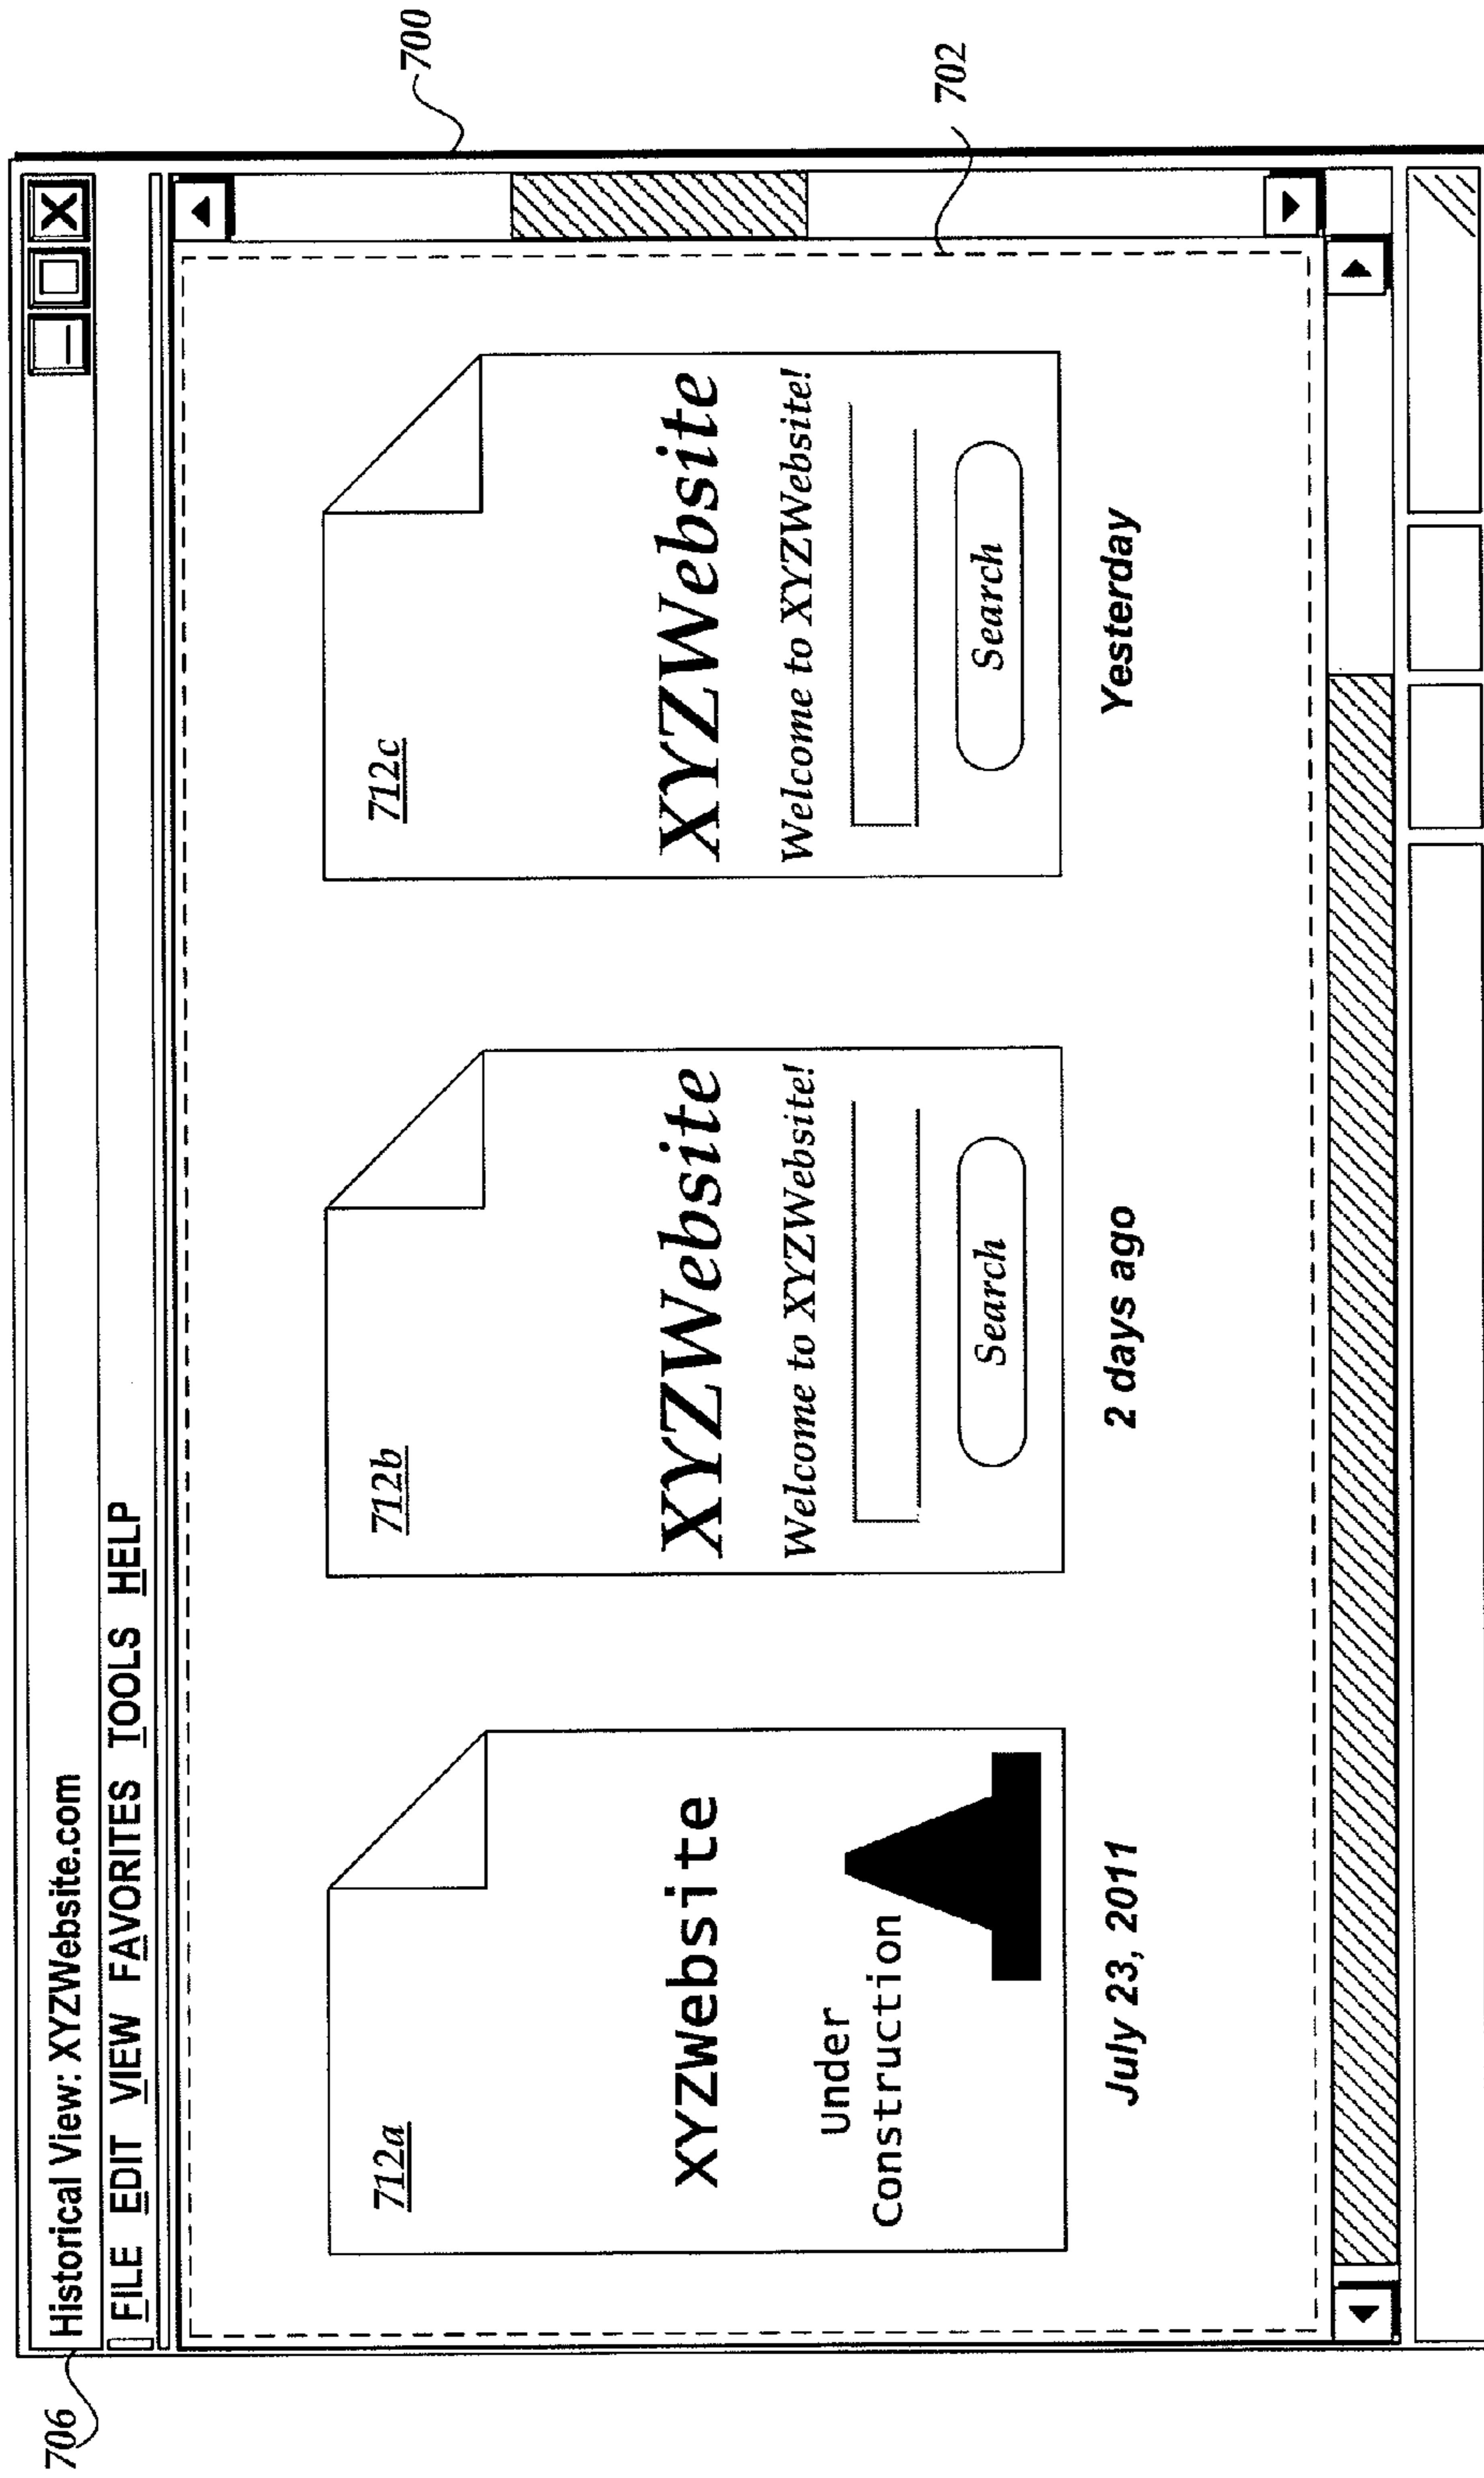 700
706
Historical View: XYZWebsite.com
X
FILE EDIT VIEW FAVORITES TOOLS HELP
702
712a
XYZWebsite
Under
Construction
July 23, 2011
712b
XYZWebsite
Welcome to XYZWebsite!
Search
2 days ago
712c
XYZWebsite
Welcome to XYZWebsite!
Search
Yesterday